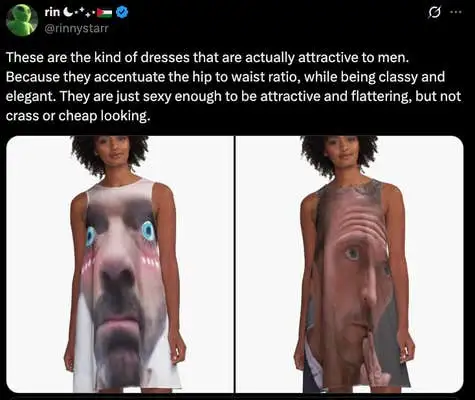 rin 🌙⋆｡˚🇵🇸
@rinnystarr
These are the kind of dresses that are actually attractive to men.
Because they accentuate the hip to waist ratio, while being classy and
elegant. They are just sexy enough to be attractive and flattering, but not
crass or cheap looking.